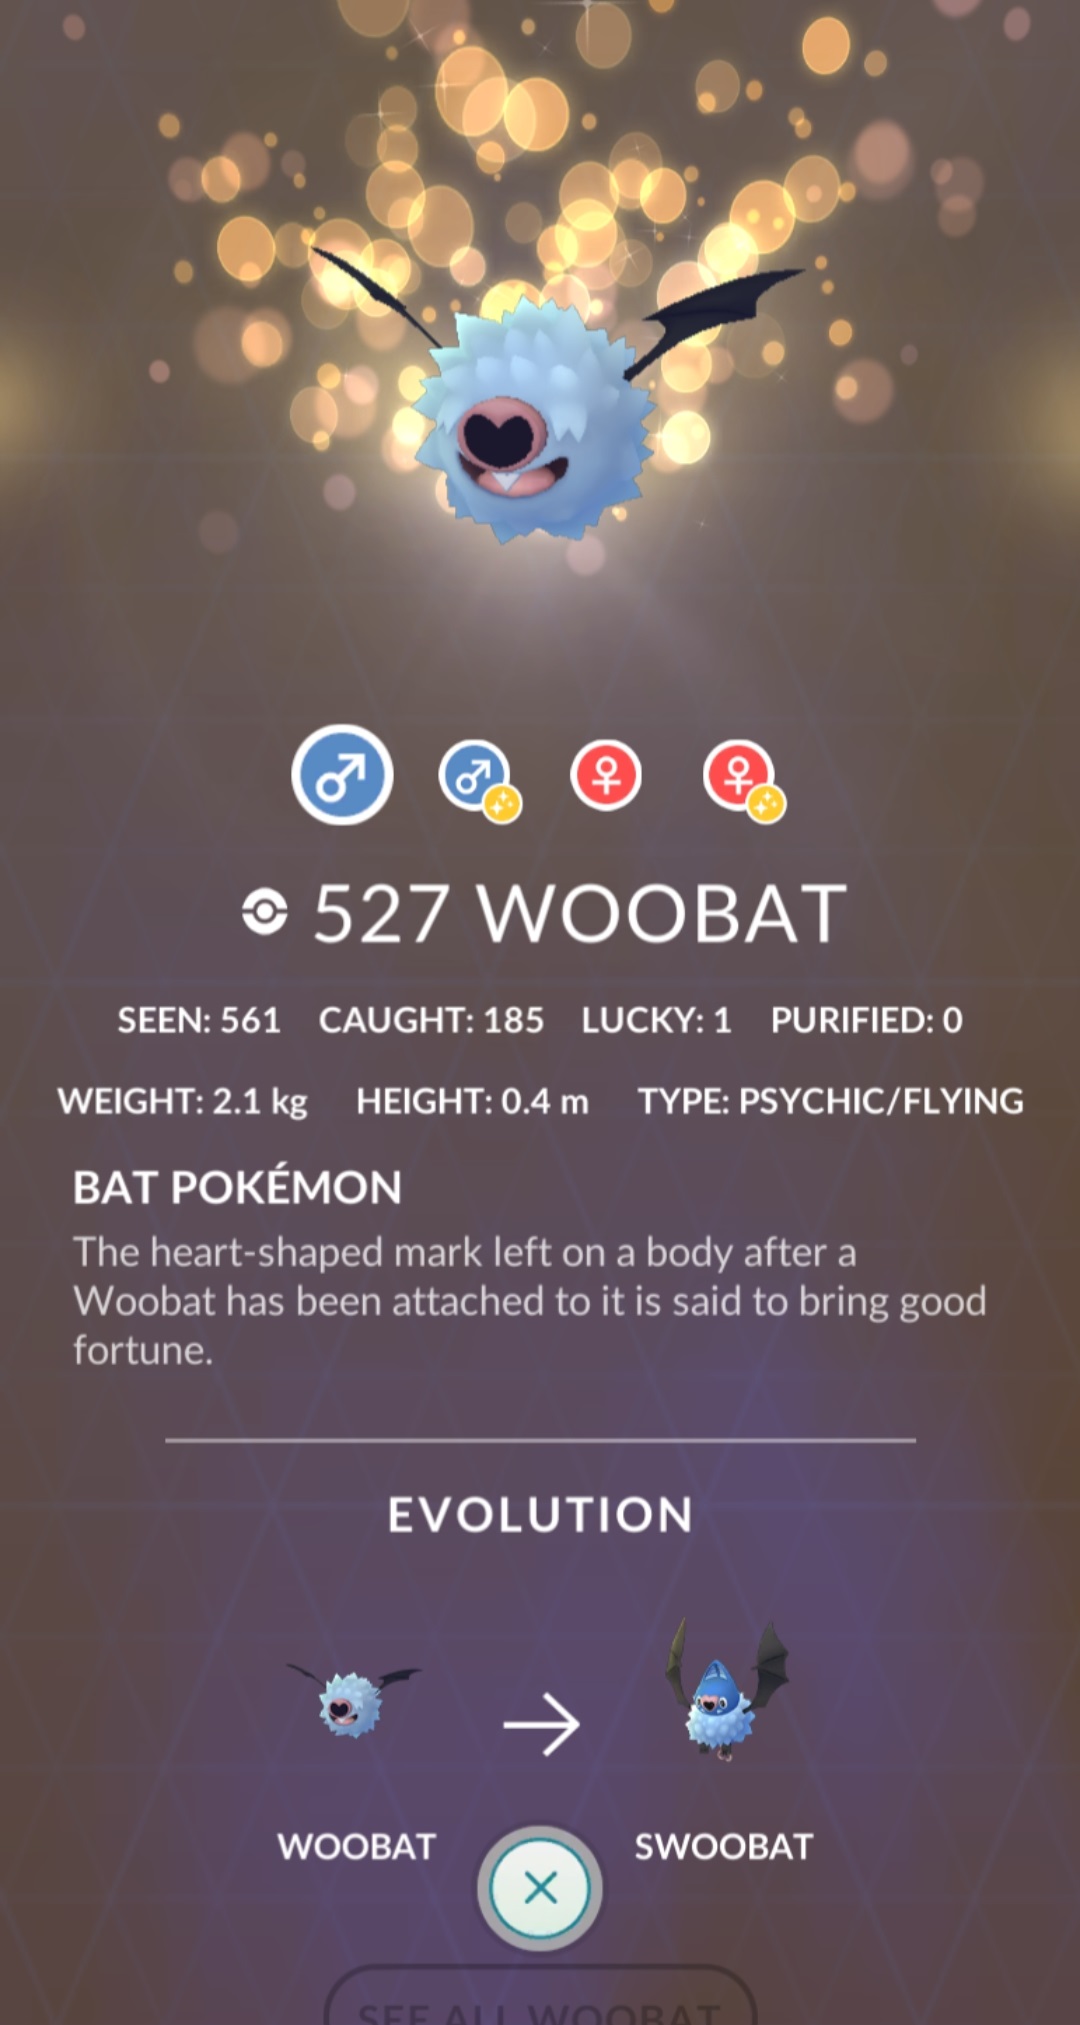 527 WOOBAT
SEEN: 561 CAUGHT: 185 LUCKY: 1 PURIFIED: 0
WEIGHT: 2.1 kg HEIGHT: 0.4 m TYPE: PSYCHIC/FLYING
BAT POKÉMON
The heart-shaped mark left on a body after a
Woobat has been attached to it is said to bring good
fortune.
EVOLUTION
WOOBAT SWOOBAT
SEE ALL WOOBAT